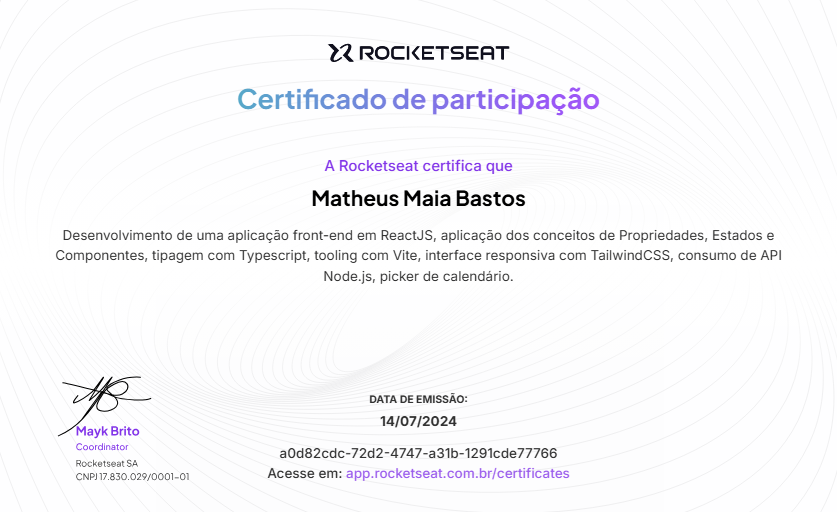 ROCKETSEAT
Certificado de participação
A Rocketseat certifica que
Matheus Maia Bastos
Desenvolvimento de uma aplicação front-end em ReactJS, aplicação dos conceitos de Propriedades, Estados e
Componentes, tipagem com Typescript, tooling com Vite, interface responsiva com TailwindCSS, consumo de API
Node.js, picker de calendário.
Mayk Brito
Coordinator
Rocketseat SA
CNPJ 17.830.029/0001-01
DATA DE EMISSÃO:
14/07/2024
a0d82cdc-72d2-4747-a31b-1291cde77766
Acesse em: app.rocketseat.com.br/certificates